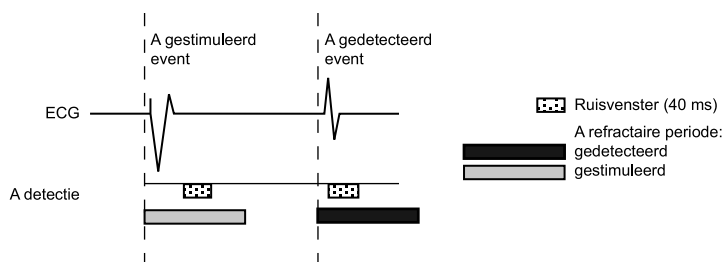 A gestimuleerd
event
A gedetecteerd
event
ECG
Ruisvenster (40 ms)
A refractaire periode:
gedetecteerd
gestimuleerd
A detectie